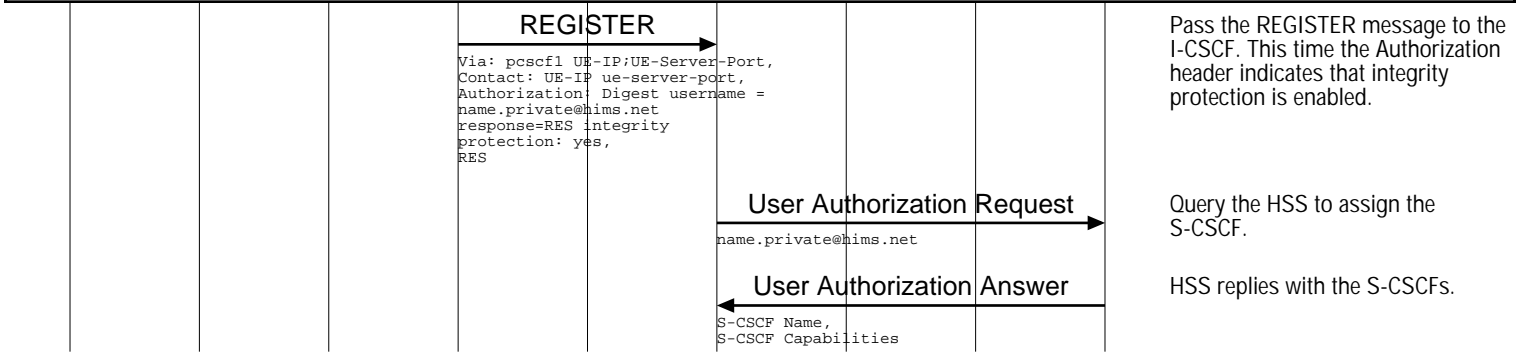 REGISTER
Via: pcscf1 UE-IP;UE-Server-Port,
Contact: UE-IP ue-server-port,
Authorization: Digest username =
name.private@hims.net
response=RES integrity
protection: yes,
RES
Pass the REGISTER message to the
I-CSCF. This time the Authorization
header indicates that integrity
protection is enabled.
User Authorization Request
name.private@hims.net
Query the HSS to assign the
S-CSCF.
User Authorization Answer
S-CSCF Name,
S-CSCF Capabilities
HSS replies with the S-CSCFs.